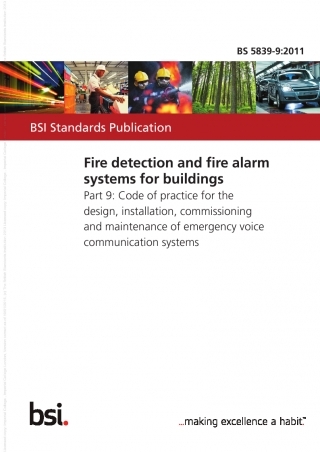 BS 5839-9:2011
BSI Standards Publication
Fire detection and fire alarm
systems for buildings
Part 9: Code of practice for the
design, installation, commissioning
and maintenance of emergency voice
communication systems
bsi.
...making excellence a habit.™